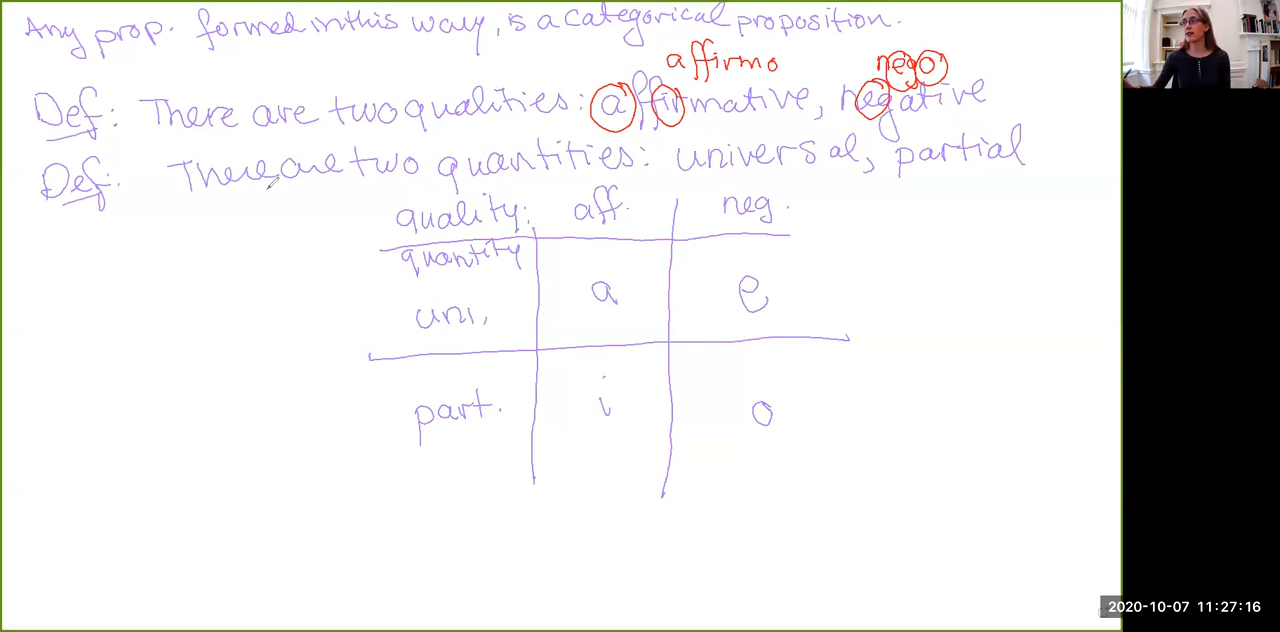 Any prop. formed in this way, is a categorical proposition.
affirmo nego
Def: There are two qualities: affirmative, negative
Def: There are two quantities: universal, partial
quality: aff. neg.
quantity
uni. a e
part. i o
2020-10-07 11:27:16